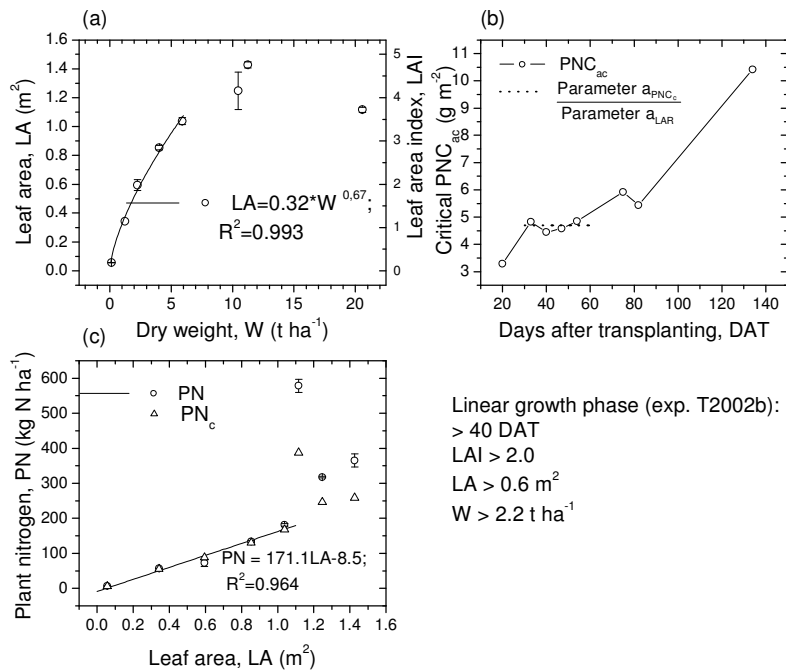 (a)
Leaf area, LA (m²)
1.6
1.4
1.2
1.0
0.8
0.6
0.4
0.2
0.0
5
4
3
2
1
0
Leaf area index, LAI
LA=0.32*W 0,67;
R²=0.993
0 5 10 15 20
Dry weight, W (t ha⁻¹)
(b)
Critical PNCac (g m⁻²)
11
10
9
8
7
6
5
4
3
PNCac
Parameter aPNCc
Parameter aLAR
20 40 60 80 100 120 140
Days after transplanting, DAT
(c)
Plant nitrogen, PN (kg N ha⁻¹)
600
500
400
300
200
100
0
PN
PNc
PN = 171.1LA-8.5;
R²=0.964
0.0 0.2 0.4 0.6 0.8 1.0 1.2 1.4 1.6
Leaf area, LA (m²)
Linear growth phase (exp. T2002b):
> 40 DAT
LAI > 2.0
LA > 0.6 m²
W > 2.2 t ha⁻¹